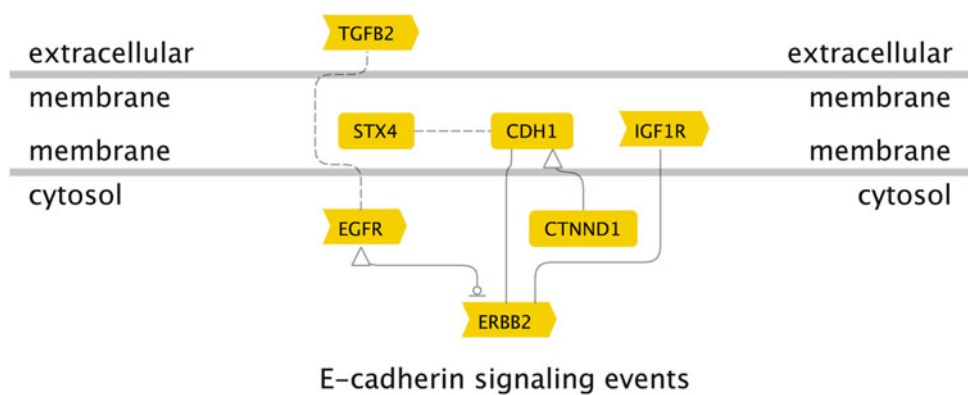 TGFB2
extracellular extracellular
membrane membrane
STX4 CDH1 IGF1R
membrane membrane
cytosol cytosol
EGFR CTNND1
ERBB2
E-cadherin signaling events